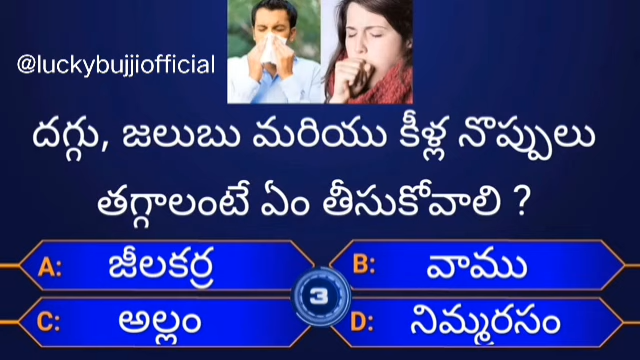 @luckybujjiofficial
దగ్గు, జలుబు మరియు కీళ్ల నొప్పులు
తగ్గాలంటే ఏం తీసుకోవాలి ?
A: జీలకర్ర
B: వాము
3
C: అల్లం
D: నిమ్మరసం